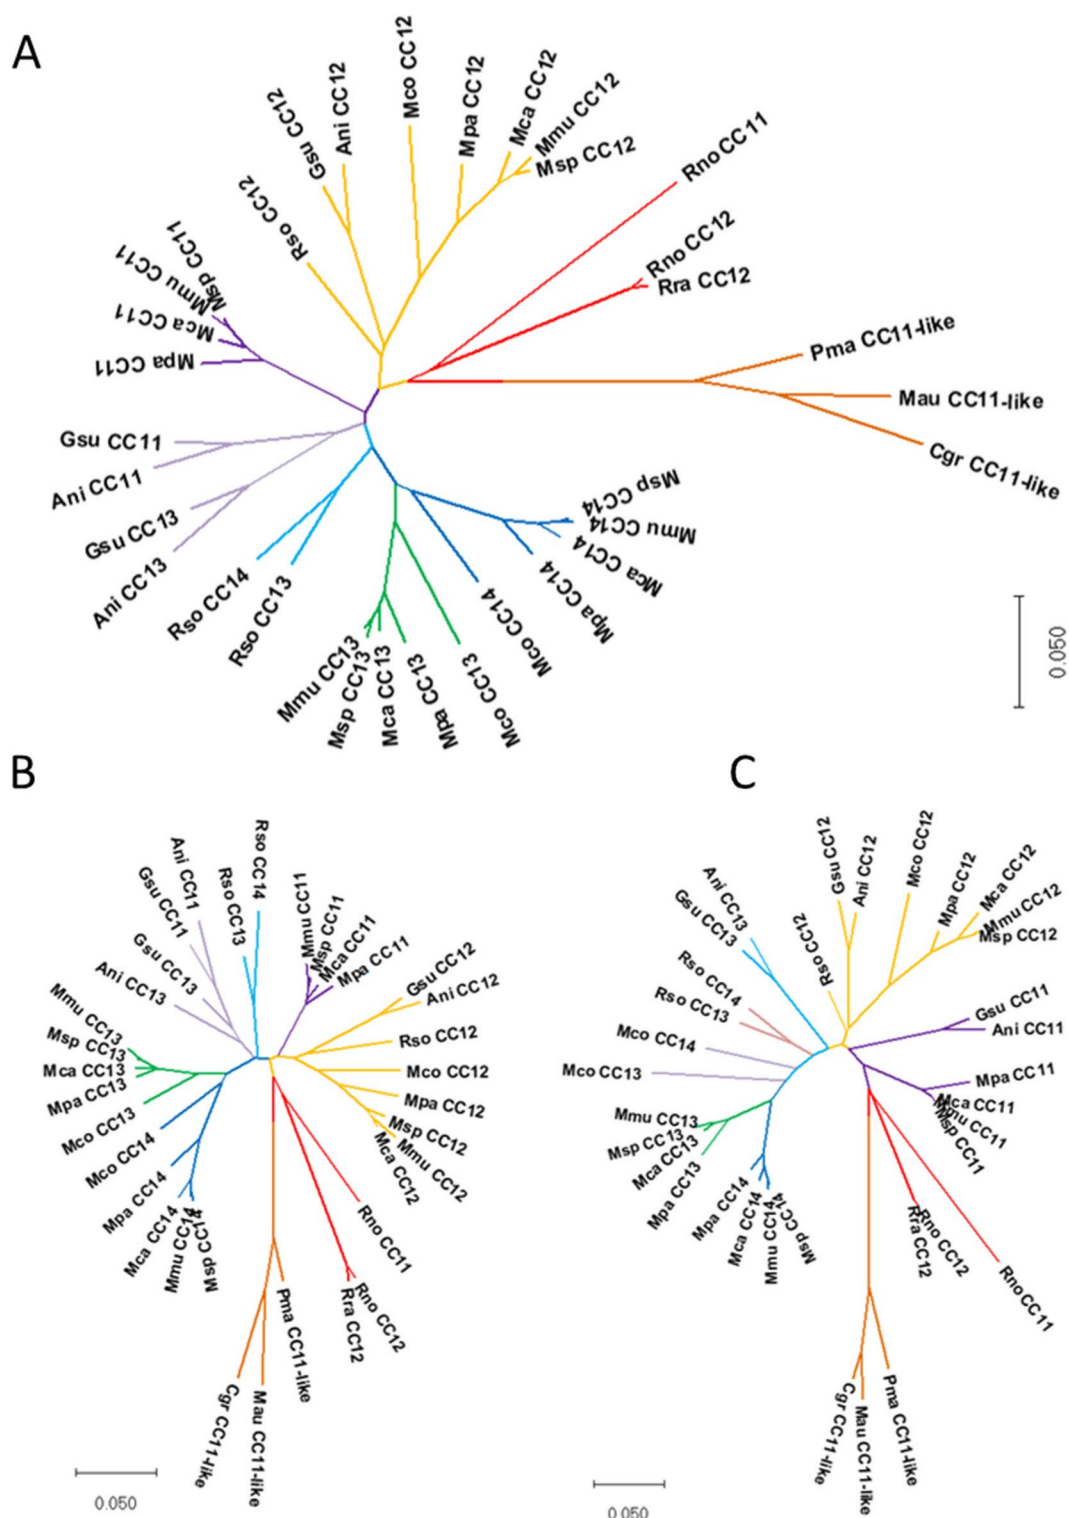 A
Gsu CC12
Ani CC12
Mco CC12
Mpa CC12
Mca CC12
Mmu CC12
Msp CC12
Rso CC12
Rno CC11
Rno CC12
Rra CC12
Msp CC11
Mmu CC11
Mca CC11
Mpa CC11
Pma CC11-like
Mau CC11-like
Cgr CC11-like
Gsu CC11
Ani CC11
Gsu CC13
Ani CC13
Rso CC14
Rso CC13
Msp CC14
Mmu CC14
Mca CC14
Mpa CC14
Mco CC14
Mmu CC13
Msp CC13
Mca CC13
Mpa CC13
Mco CC13
0.050
B
Ani CC11
Gsu CC11
Rso CC13
Rso CC14
Mmu CC11
Msp CC11
Mca CC11
Mpa CC11
Gsu CC13
Ani CC13
Gsu CC12
Ani CC12
Rso CC12
Mco CC12
Mpa CC12
Msp CC12
Mmu CC12
Mca CC12
Mmu CC13
Msp CC13
Mca CC13
Mpa CC13
Mco CC13
Mco CC14
Mpa CC14
Mca CC14
Mmu CC14
Msp CC14
Rno CC11
Rno CC12
Rra CC12
Pma CC11-like
Mau CC11-like
Cgr CC11-like
0.050
C
Gsu CC12
Ani CC12
Mco CC12
Mpa CC12
Mca CC12
Mmu CC12
Msp CC12
Rso CC12
Ani CC13
Gsu CC13
Rso CC14
Rso CC13
Mco CC14
Mco CC13
Gsu CC11
Ani CC11
Mpa CC11
Mca CC11
Mmu CC11
Msp CC11
Mmu CC13
Msp CC13
Mca CC13
Mpa CC13
Mpa CC14
Mca CC14
Mmu CC14
Msp CC14
Rno CC12
Rra CC12
Rno CC11
Pma CC11-like
Mau CC11-like
Cgr CC11-like
0.050